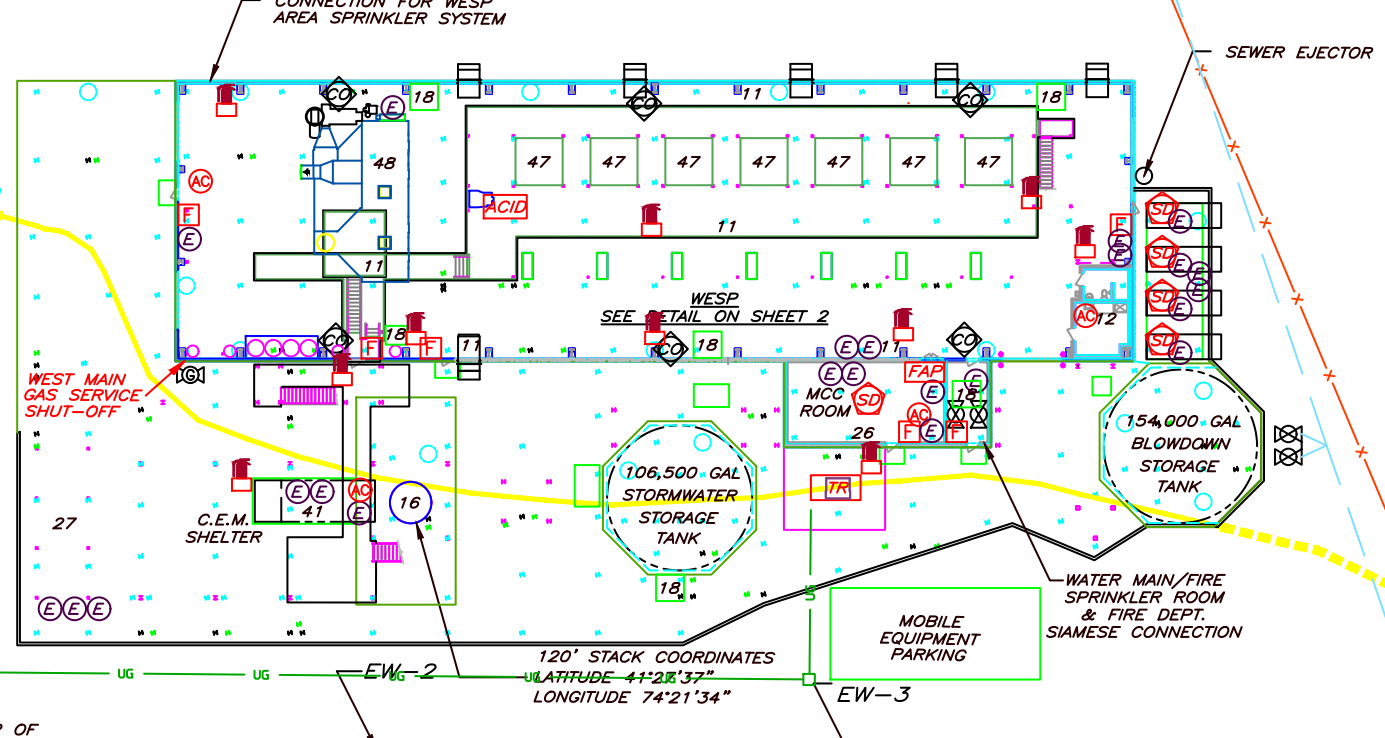 CONNECTION FOR WESP
AREA SPRINKLER SYSTEM
SEWER EJECTOR
CO
E
18
11
CO
CO
18
48
47
47
47
47
47
47
47
AC
ACID
F
E
11
F
E
E
SD
E
SD
E
E
E
SD
E
SD
E
11
WESP
SEE DETAIL ON SHEET 2
AC
12
CO
18
F
F
11
CO
18
E
E
11
CO
G
WEST MAIN
GAS SERVICE
SHUT-OFF
E
E
FAP
MCC
ROOM
SD
E
E
18
AC
F
E
F
26
154,000 GAL
BLOWDOWN
STORAGE
TANK
106,500 GAL
STORMWATER
STORAGE
TANK
TR
E
E
AC
E
41
16
27
C.E.M.
SHELTER
E
E
E
18
WATER MAIN/FIRE
SPRINKLER ROOM
& FIRE DEPT.
SIAMESE CONNECTION
MOBILE
EQUIPMENT
PARKING
120' STACK COORDINATES
LONGITUDE 74°21'34"
EW-2
EW-3
UG
UG
UG
UG
UG
OF